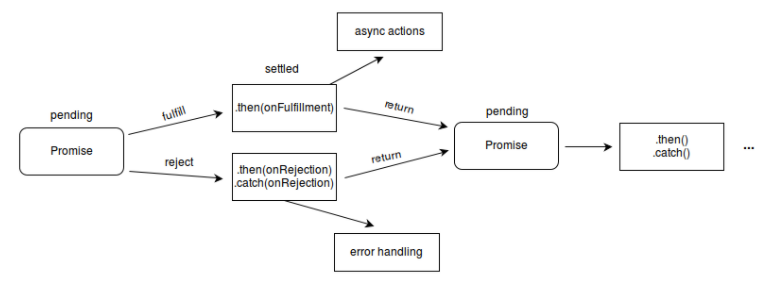 async actions
settled
pending
fulfill
.then(onFulfillment)
return
pending
Promise
reject
.then(onRejection)
.catch(onRejection)
return
Promise
.then()
.catch()
...
error handling